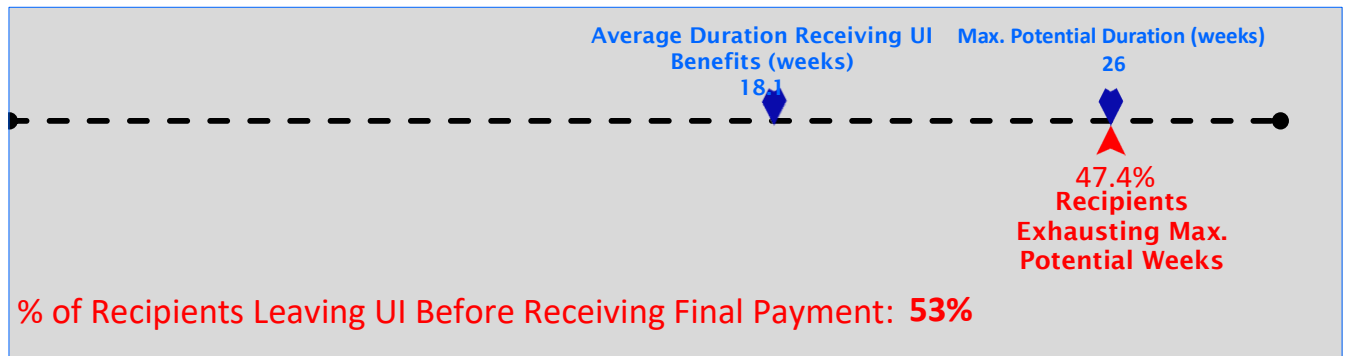 Average Duration Receiving UI
Benefits (weeks)
18.1
Max. Potential Duration (weeks)
26
47.4%
Recipients
Exhausting Max.
Potential Weeks
% of Recipients Leaving UI Before Receiving Final Payment: 53%